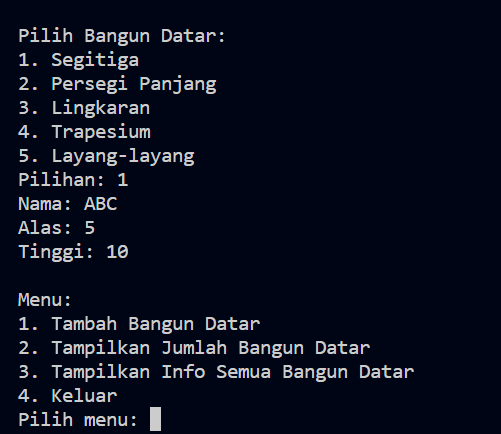 Pilih Bangun Datar:
1. Segitiga
2. Persegi Panjang
3. Lingkaran
4. Trapesium
5. Layang-layang
Pilihan: 1
Nama: ABC
Alas: 5
Tinggi: 10
Menu:
1. Tambah Bangun Datar
2. Tampilkan Jumlah Bangun Datar
3. Tampilkan Info Semua Bangun Datar
4. Keluar
Pilih menu: